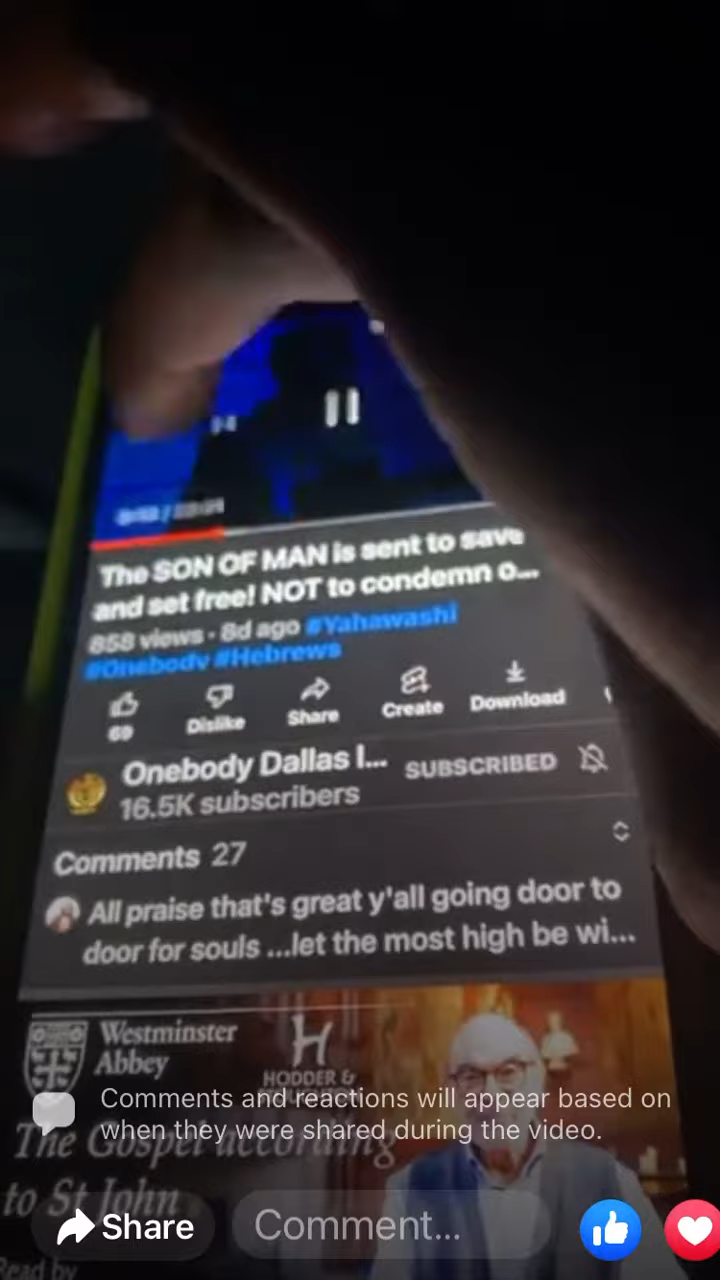 The SON OF MAN is sent to save
and set free! NOT to condemn o...
858 views · 8d ago #Yahawashi
#Onebody #Hebrews
69
Dislike
Share
Create
Download
Onebody Dallas I...
SUBSCRIBED
16.5K subscribers
Comments 27
All praise that's great y'all going door to
door for souls ...let the most high be wi...
Westminster
Abbey
H
HODDER &
Comments and reactions will appear based on
when they were shared during the video.
The Gospel according
to St John
Share
Comment...
Read by